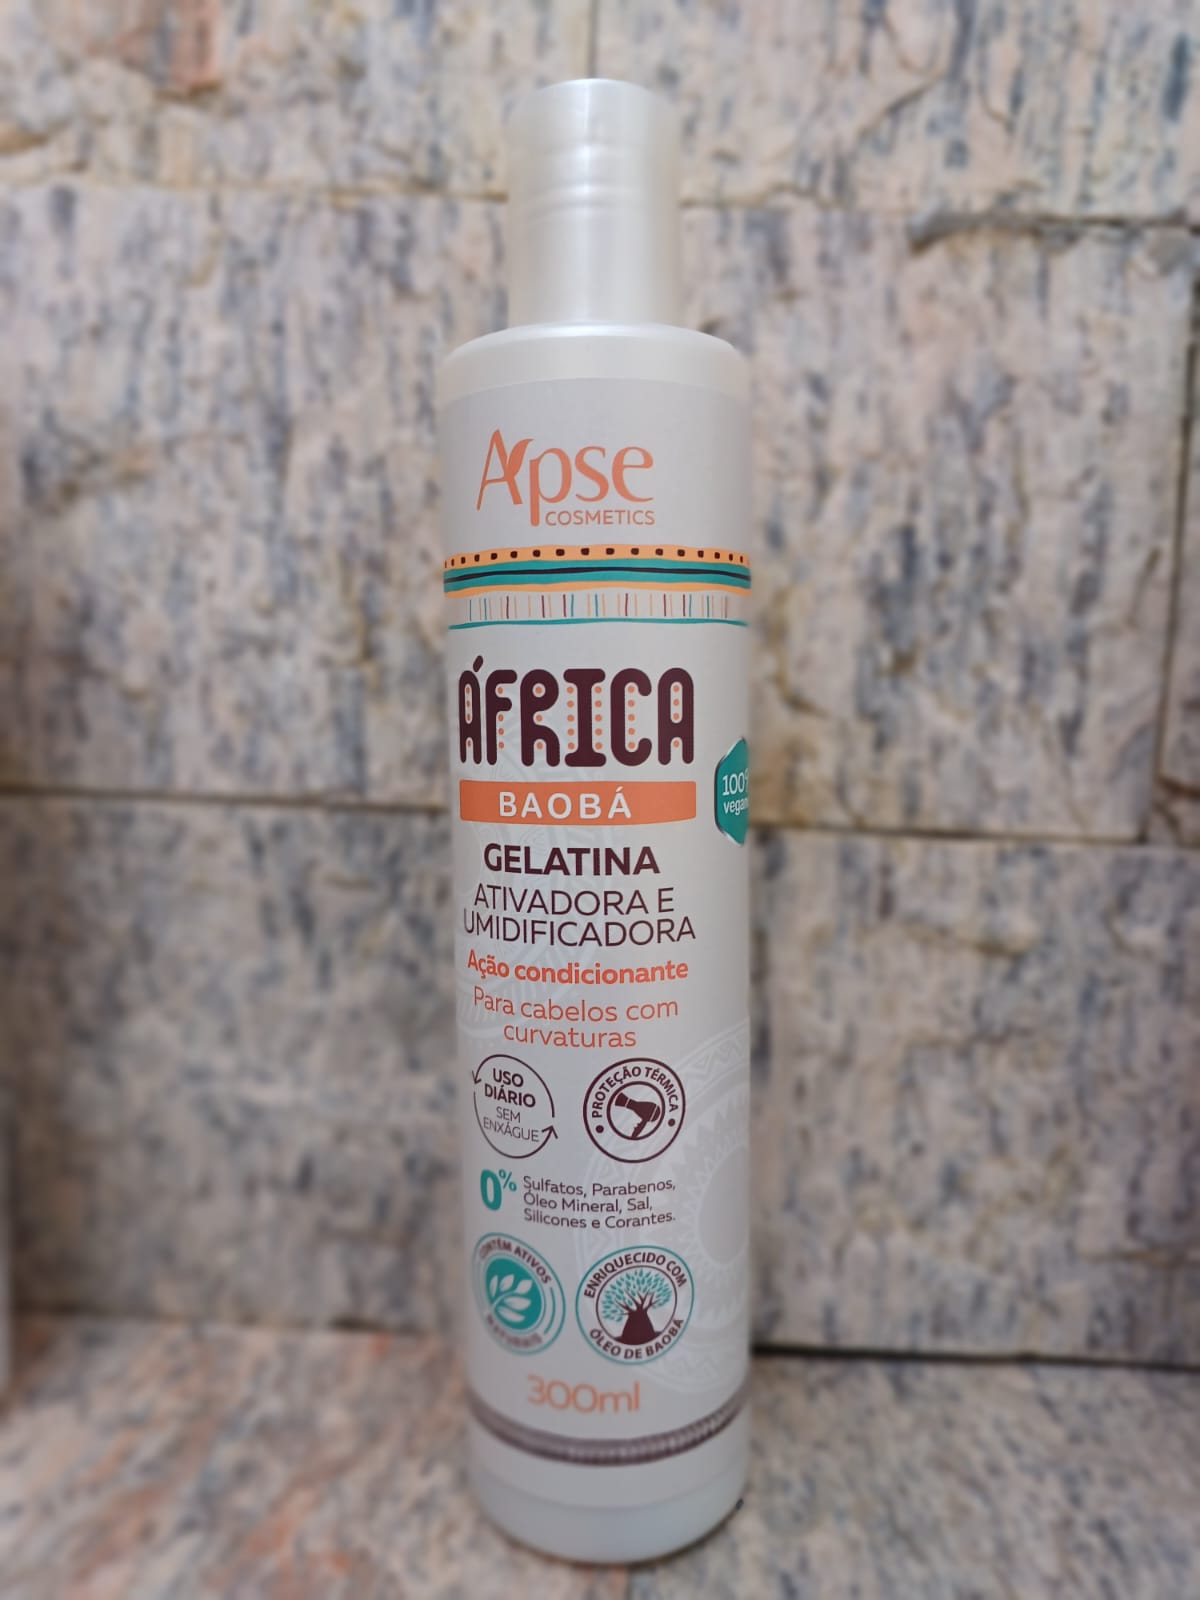 Apse
COSMETICS
ÁFRICA
BAOBÁ
100%
GELATINA
ATIVADORA E
UMIDIFICADORA
Ação condicionante
Para cabelos com
curvaturas
USO
DIÁRIO
SEM
ENXÁGUE
PROTEÇÃO TÉRMICA
0% Sulfatos, Parabenos,
Óleo Mineral, Sal,
Silicones e Corantes.
CONTÉM ATIVOS
NATURAIS
ENRIQUECIDO COM
ÓLEO DE BAOBÁ
300ml